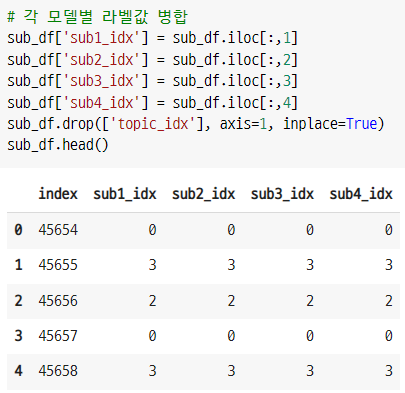 # 각 모델별 라벨값 병합
sub_df['sub1_idx'] = sub_df.iloc[:,1]
sub_df['sub2_idx'] = sub_df.iloc[:,2]
sub_df['sub3_idx'] = sub_df.iloc[:,3]
sub_df['sub4_idx'] = sub_df.iloc[:,4]
sub_df.drop(['topic_idx'], axis=1, inplace=True)
sub_df.head()
index sub1_idx sub2_idx sub3_idx sub4_idx
0 45654 0 0 0 0
1 45655 3 3 3 3
2 45656 2 2 2 2
3 45657 0 0 0 0
4 45658 3 3 3 3